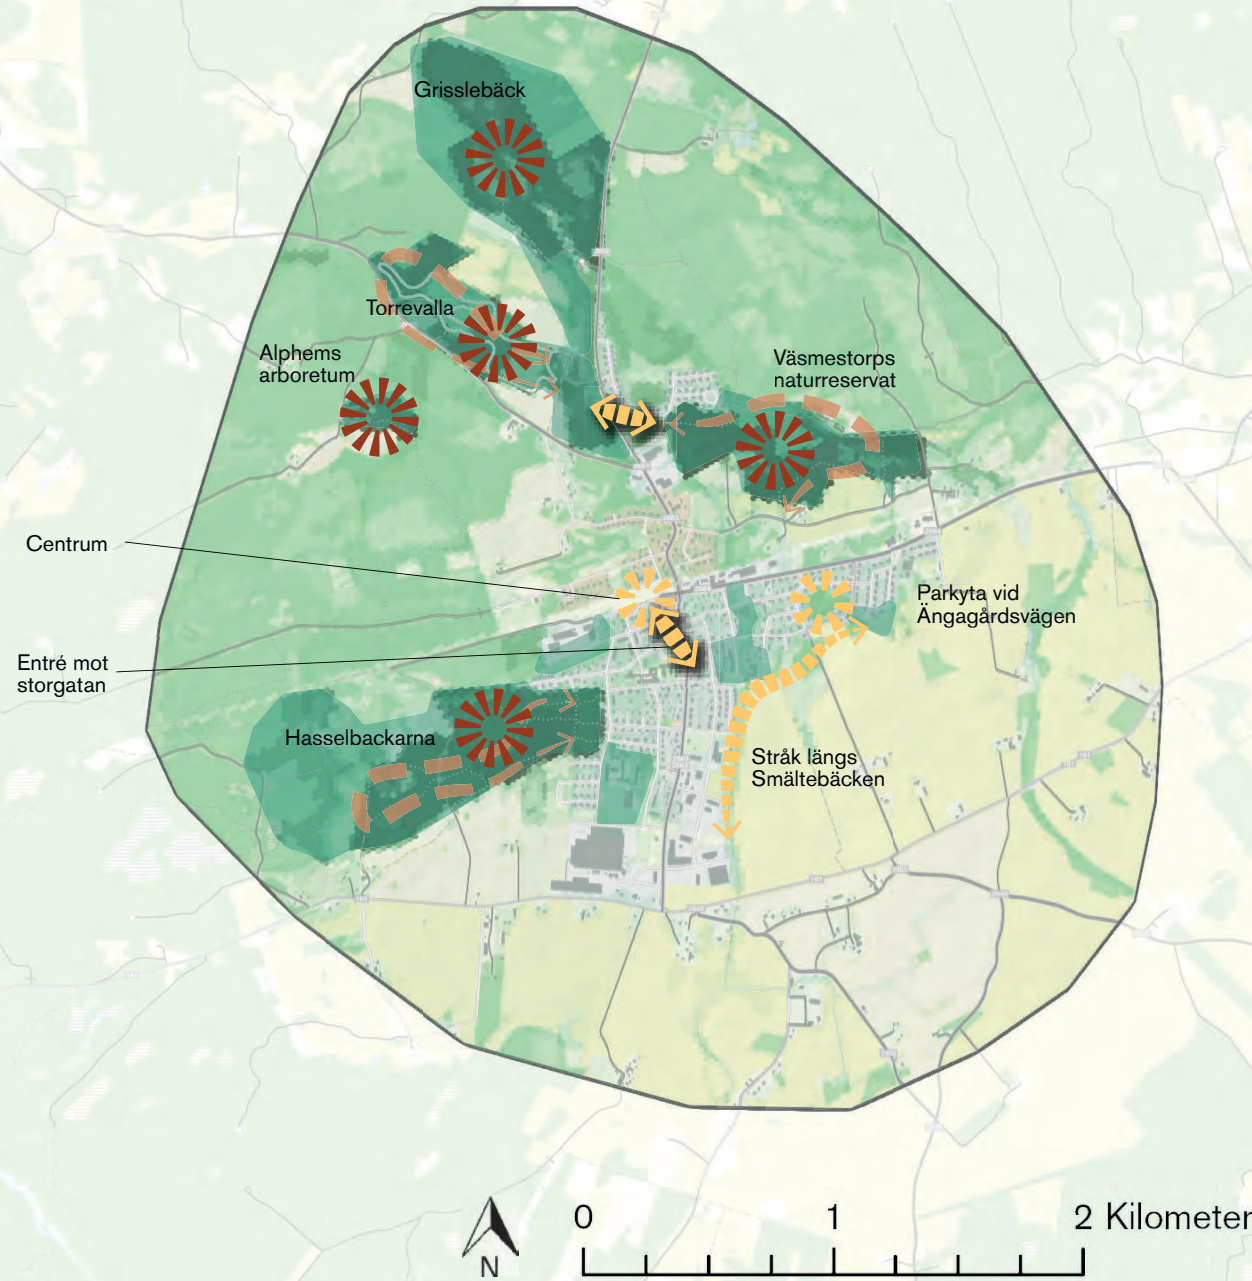 Grisslebäck
Torrevalla
Alphems
arboretum
Väsmestorps
naturreservat
Centrum
Parkyta vid
Ängagårdsvägen
Entré mot
storgatan
Hasselbackarna
Stråk längs
Smältebäcken
0 1 2 Kilometer
N